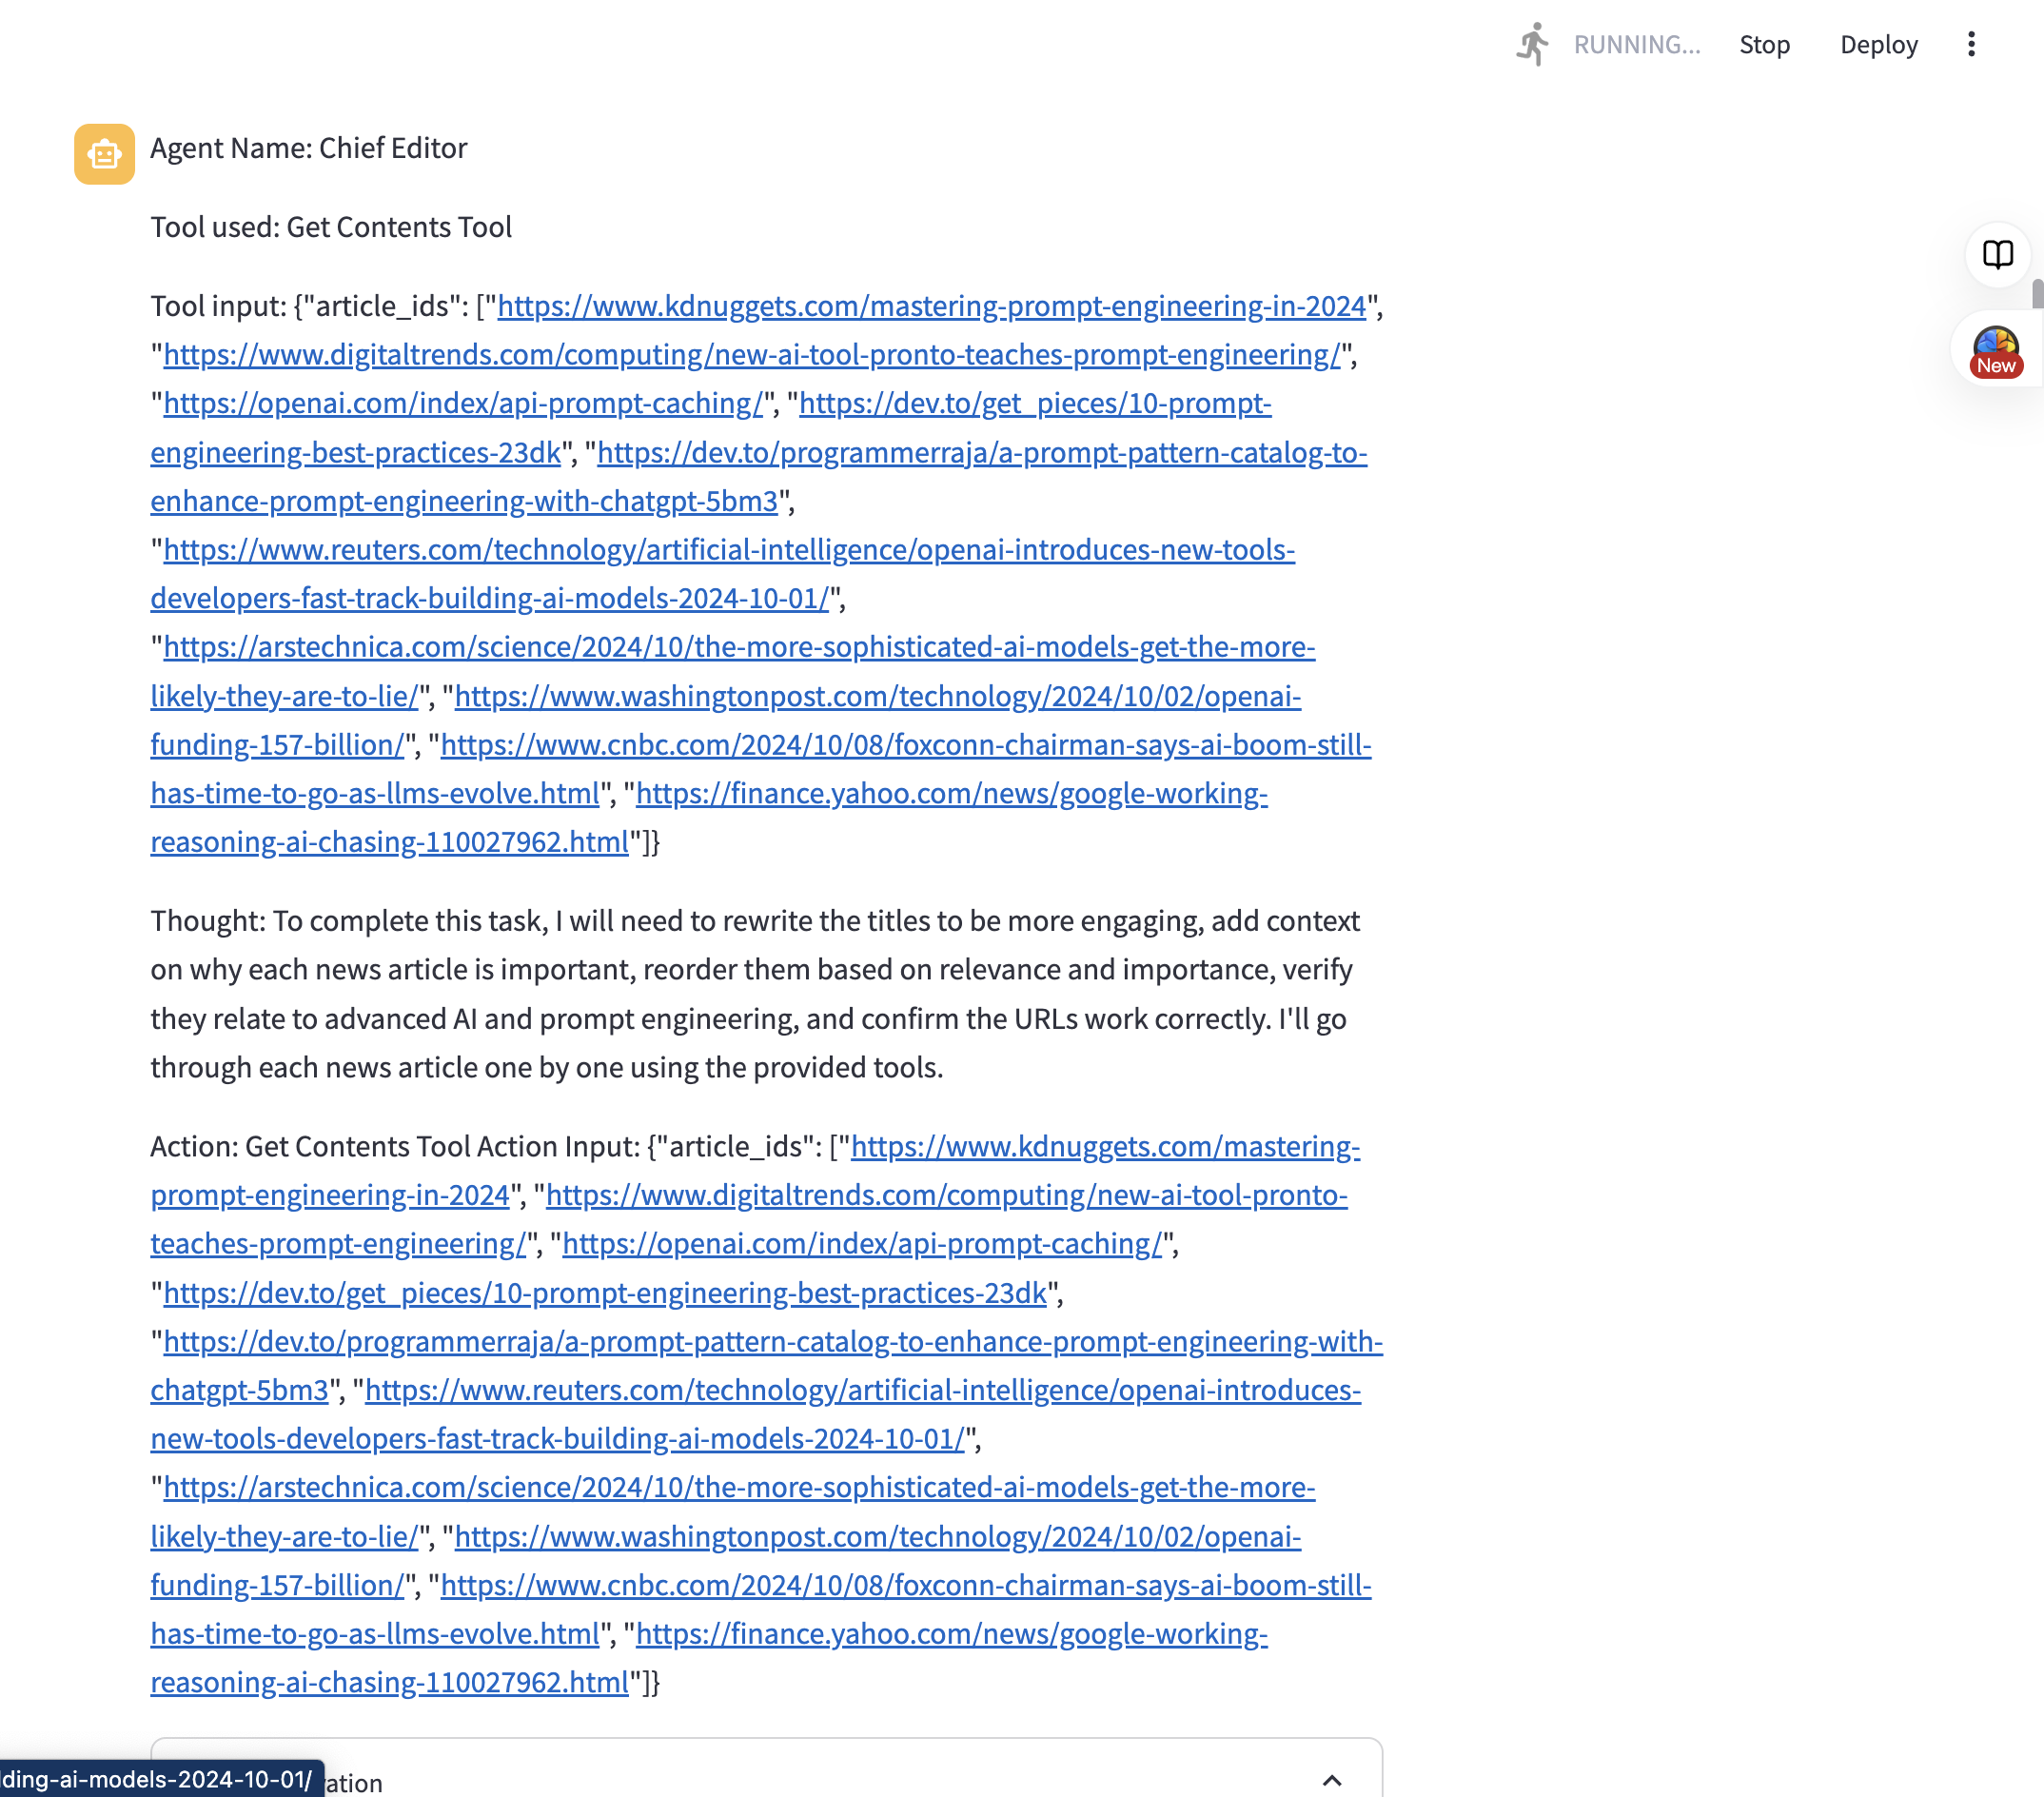 RUNNING...
Stop
Deploy
Agent Name: Chief Editor
Tool used: Get Contents Tool
Tool input: {"article_ids": ["https://www.kdnuggets.com/mastering-prompt-engineering-in-2024",
"https://www.digitaltrends.com/computing/new-ai-tool-pronto-teaches-prompt-engineering/",
"https://openai.com/index/api-prompt-caching/", "https://dev.to/get_pieces/10-prompt-
engineering-best-practices-23dk", "https://dev.to/programmerraja/a-prompt-pattern-catalog-to-
enhance-prompt-engineering-with-chatgpt-5bm3",
"https://www.reuters.com/technology/artificial-intelligence/openai-introduces-new-tools-
developers-fast-track-building-ai-models-2024-10-01/",
"https://arstechnica.com/science/2024/10/the-more-sophisticated-ai-models-get-the-more-
likely-they-are-to-lie/", "https://www.washingtonpost.com/technology/2024/10/02/openai-
funding-157-billion/", "https://www.cnbc.com/2024/10/08/foxconn-chairman-says-ai-boom-still-
has-time-to-go-as-llms-evolve.html", "https://finance.yahoo.com/news/google-working-
reasoning-ai-chasing-110027962.html"]}
New
Thought: To complete this task, I will need to rewrite the titles to be more engaging, add context
on why each news article is important, reorder them based on relevance and importance, verify
they relate to advanced AI and prompt engineering, and confirm the URLs work correctly. I'll go
through each news article one by one using the provided tools.
Action: Get Contents Tool Action Input: {"article_ids": ["https://www.kdnuggets.com/mastering-
prompt-engineering-in-2024", "https://www.digitaltrends.com/computing/new-ai-tool-pronto-
teaches-prompt-engineering/", "https://openai.com/index/api-prompt-caching/",
"https://dev.to/get_pieces/10-prompt-engineering-best-practices-23dk",
"https://dev.to/programmerraja/a-prompt-pattern-catalog-to-enhance-prompt-engineering-with-
chatgpt-5bm3", "https://www.reuters.com/technology/artificial-intelligence/openai-introduces-
new-tools-developers-fast-track-building-ai-models-2024-10-01/",
"https://arstechnica.com/science/2024/10/the-more-sophisticated-ai-models-get-the-more-
likely-they-are-to-lie/", "https://www.washingtonpost.com/technology/2024/10/02/openai-
funding-157-billion/", "https://www.cnbc.com/2024/10/08/foxconn-chairman-says-ai-boom-still-
has-time-to-go-as-llms-evolve.html", "https://finance.yahoo.com/news/google-working-
reasoning-ai-chasing-110027962.html"]}
ding-ai-models-2024-10-01/
ation